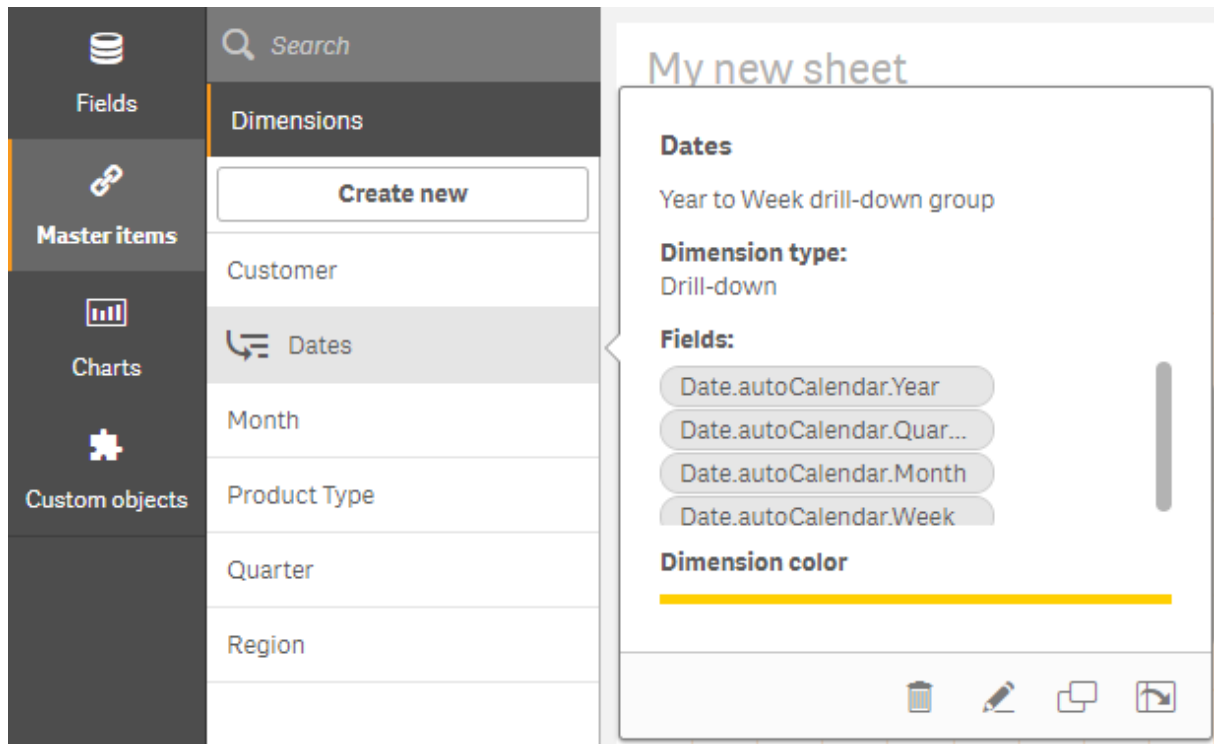 Fields
Master items
Charts
Custom objects
Search
Dimensions
Create new
Customer
Dates
Month
Product Type
Quarter
Region
My new sheet
Dates
Year to Week drill-down group
Dimension type:
Drill-down
Fields:
Date.autoCalendar.Year
Date.autoCalendar.Quar...
Date.autoCalendar.Month
Date.autoCalendar.Week
Dimension color